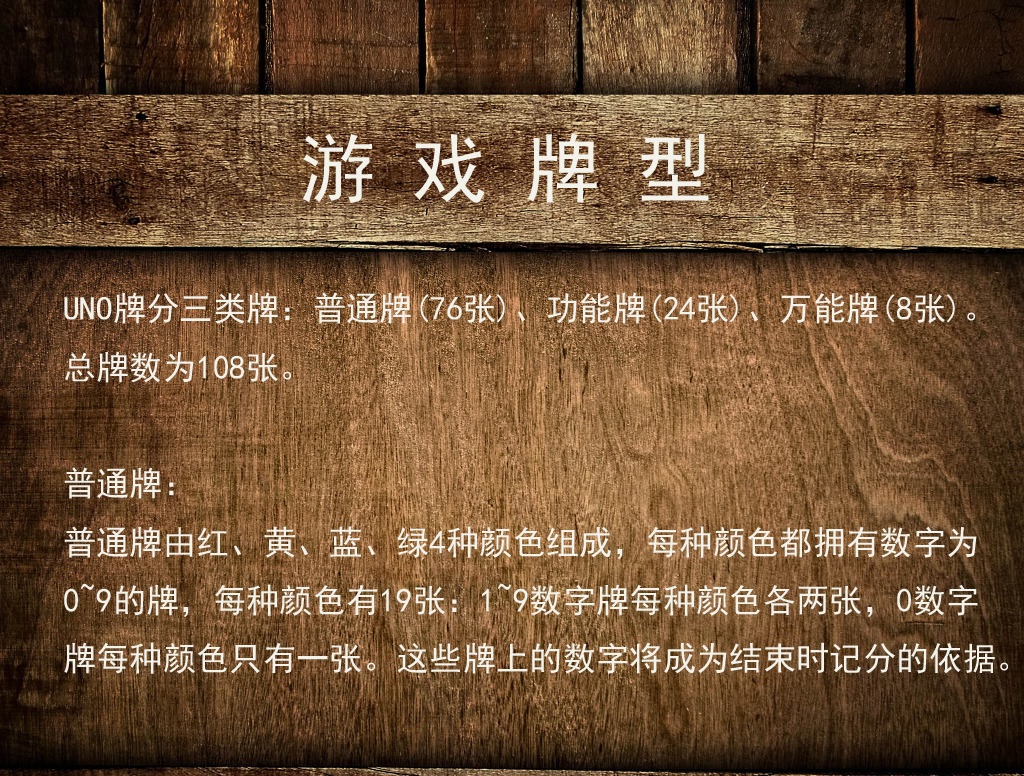 游戏牌型
UNO牌分三类牌：普通牌(76张)、功能牌(24张)、万能牌(8张)。
总牌数为108张。
普通牌：
普通牌由红、黄、蓝、绿4种颜色组成，每种颜色都拥有数字为
0~9的牌，每种颜色有19张：1~9数字牌每种颜色各两张，0数字
牌每种颜色只有一张。这些牌上的数字将成为结束时记分的依据。